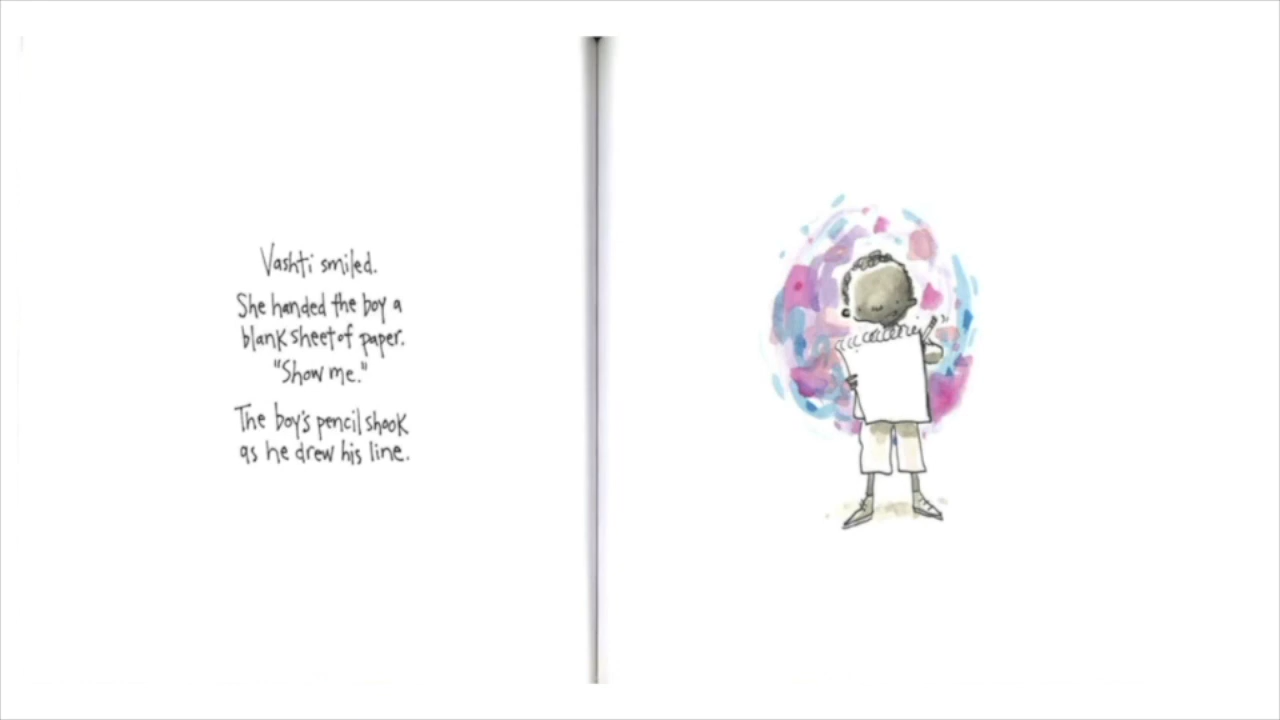 Vashti smiled.
She handed the boy a
blank sheet of paper.
"Show me."
The boy's pencil shook
as he drew his line.